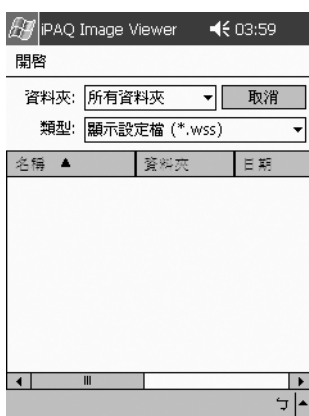 iPAQ Image Viewer 03:59
開啓
資料夾: 所有資料夾 取消
類型: 顯示設定檔 (*.wss)
名稱 ▲ 資料夾 日期
ㄅ